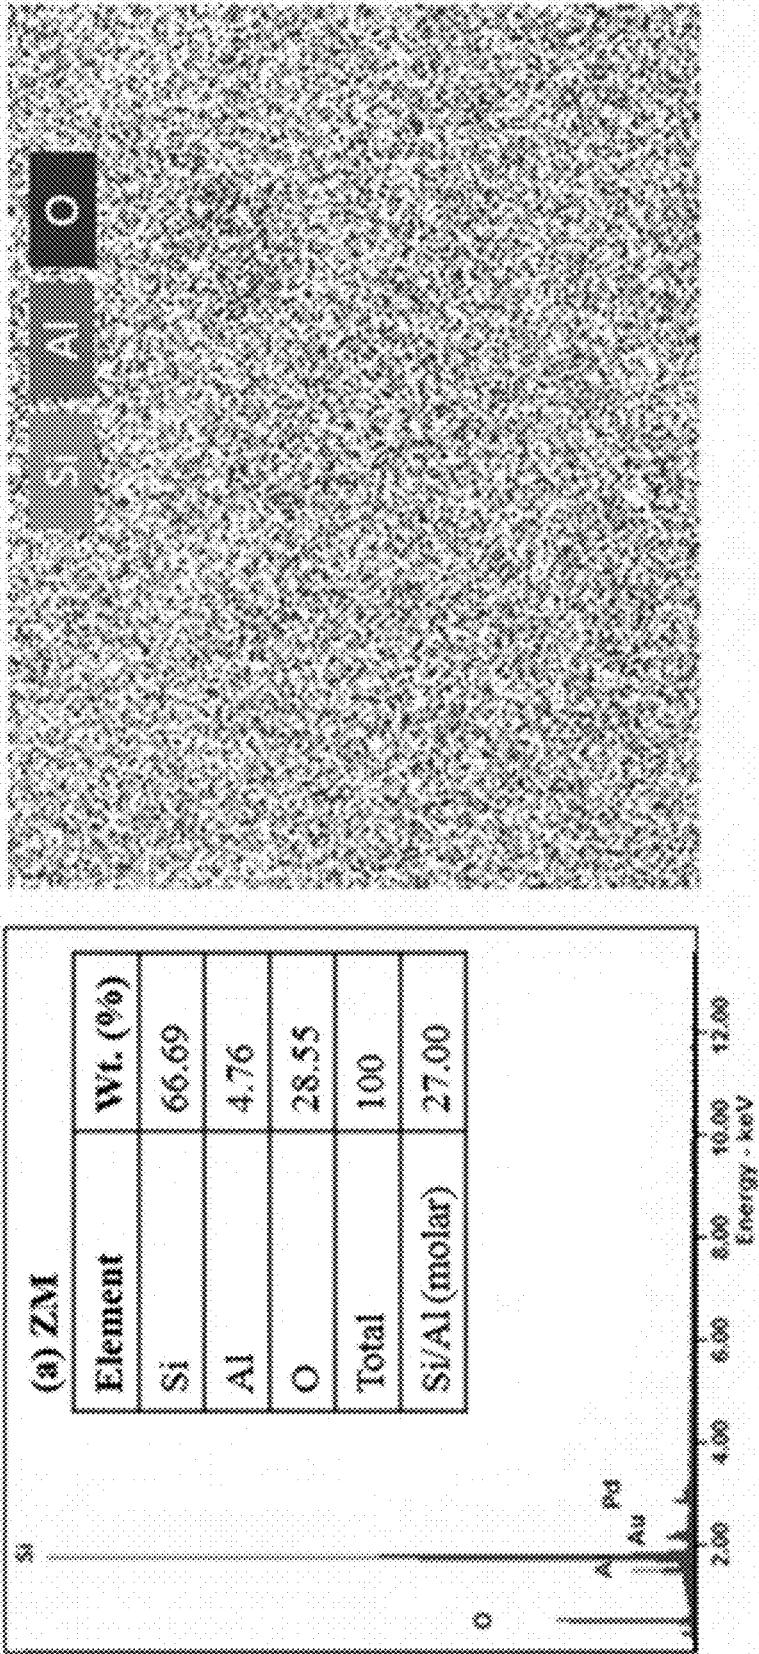 (a) ZM
Element Wt. (%)
Si 66.69
Al 4.76
O 28.55
Total 100
Si/Al (molar) 27.00
Si
O
A
Au
Pd
2.00 4.00 6.00 8.00 10.00 12.00
Energy - keV
Si Al O